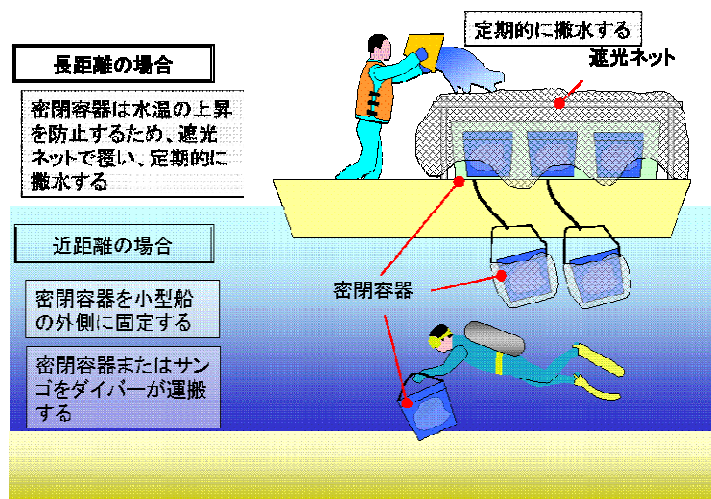 定期的に撒水する
遮光ネット
長距離の場合
密閉容器は水温の上昇
を防止するため、遮光
ネットで覆い、定期的に
撒水する
近距離の場合
密閉容器を小型船
の外側に固定する
密閉容器またはサン
ゴをダイバーが運搬
する
密閉容器